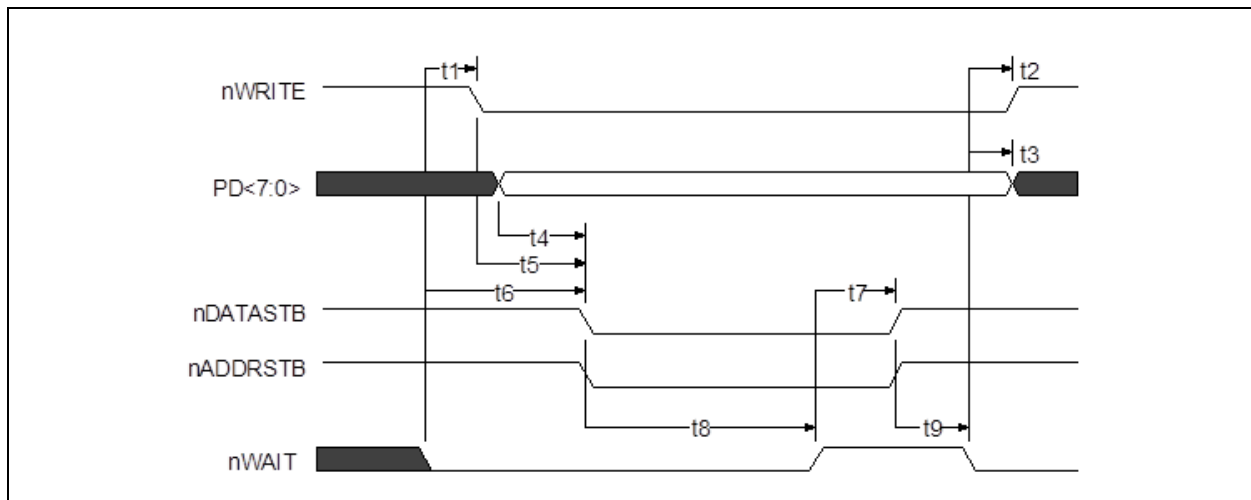 t1
t2
nWRITE
t3
PD<7:0>
t4
t5
t6
t7
nDATASTB
nADDRSTB
t8
t9
nWAIT